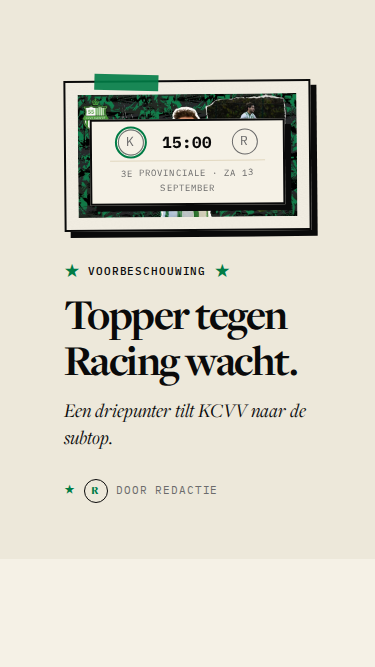 K 15:00 R
3E PROVINCIALE · ZA 13
SEPTEMBER
★ VOORBESCHOUWING ★
Topper tegen
Racing wacht.
Een driepunter tilt KCVV naar de
subtop.
★ R DOOR REDACTIE